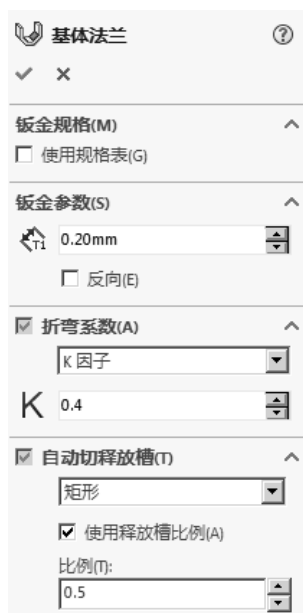 基体法兰
钣金规格(M)
使用规格表(G)
钣金参数(S)
T1 0.20mm
反向(E)
折弯系数(A)
K 因子
K 0.4
自动切释放槽(T)
矩形
使用释放槽比例(A)
比例(T):
0.5